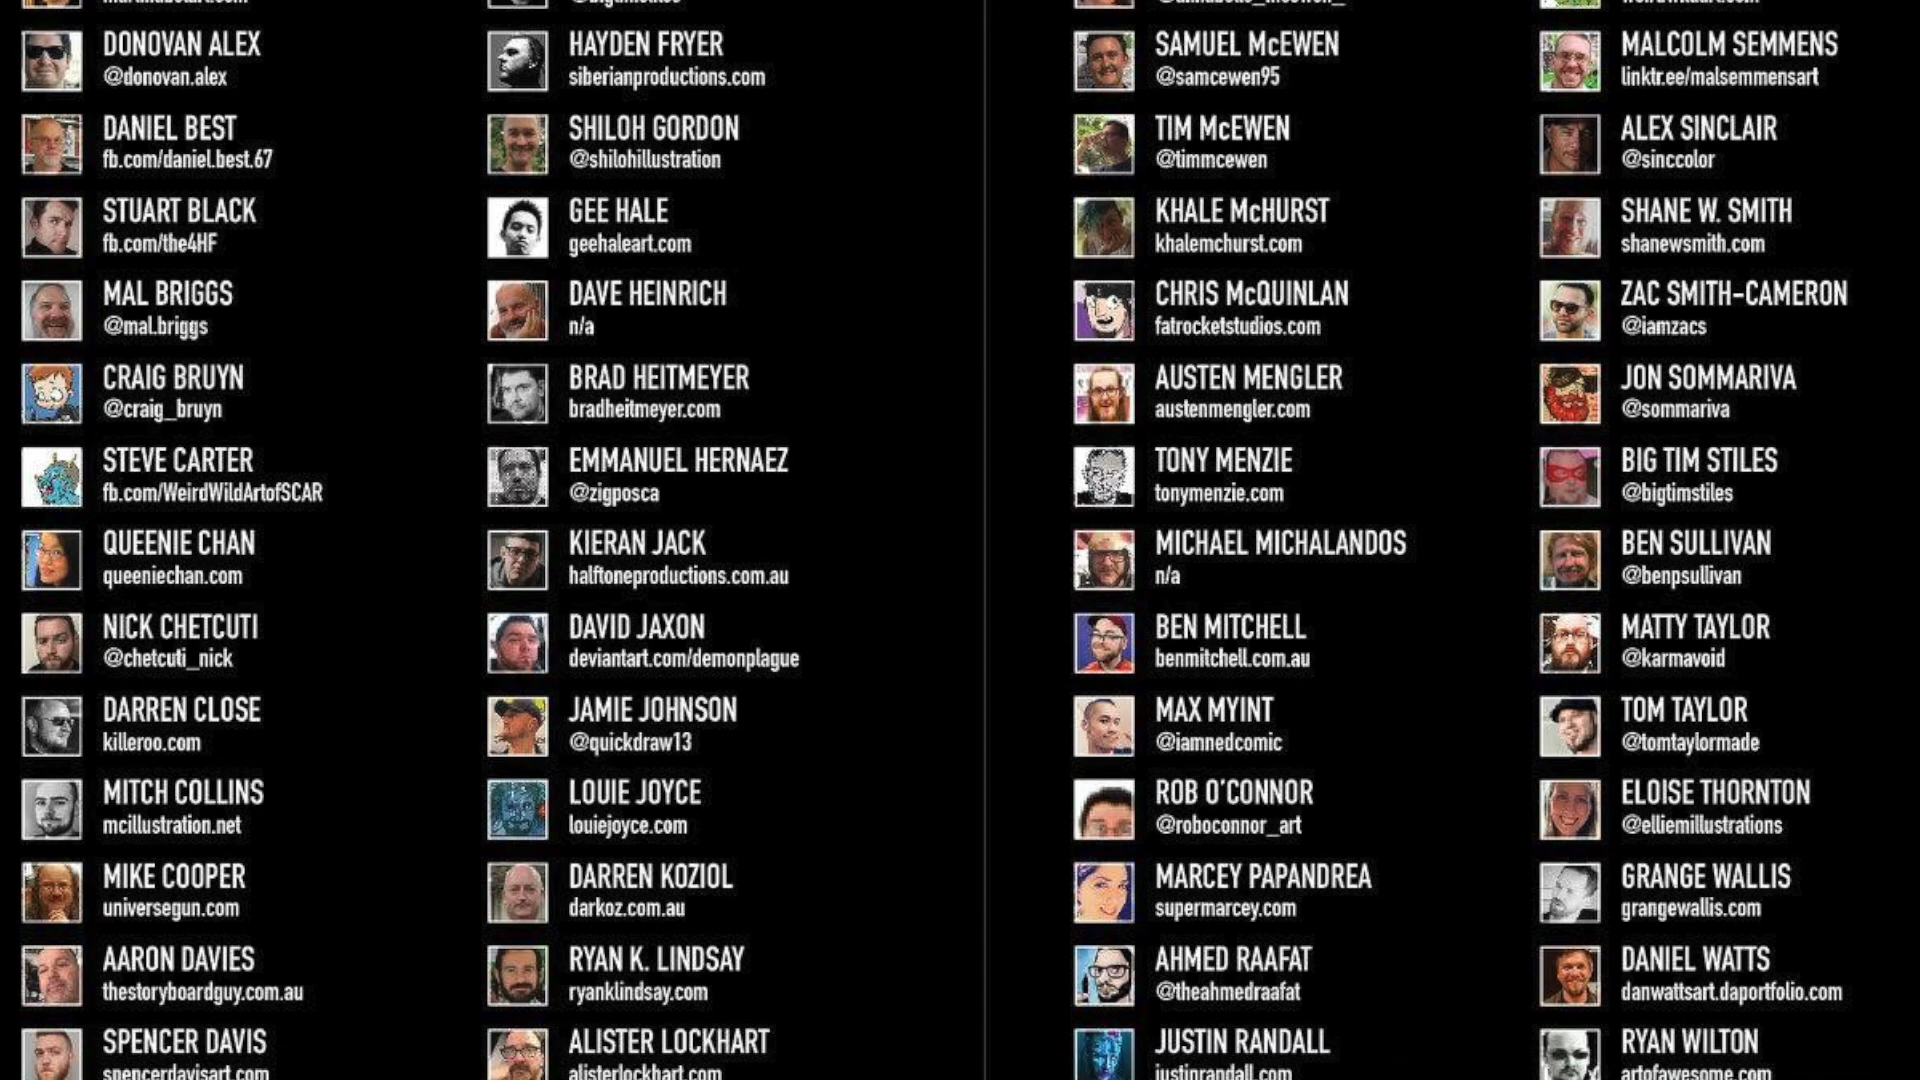 DONOVAN ALEX
@donovan.alex
DANIEL BEST
fb.com/daniel.best.67
STUART BLACK
fb.com/the4HF
MAL BRIGGS
@mal.briggs
CRAIG BRUYN
@craig_bruyn
STEVE CARTER
fb.com/WeirdWildArtofSCAR
QUEENIE CHAN
queeniechan.com
NICK CHETCUTI
@chetcuti_nick
DARREN CLOSE
killeroo.com
MITCH COLLINS
mcillustration.net
MIKE COOPER
universegun.com
AARON DAVIES
thestoryboardguy.com.au
SPENCER DAVIS
spencerdavisart.com
HAYDEN FRYER
siberianproductions.com
SHILOH GORDON
@shilohillustration
GEE HALE
geehaleart.com
DAVE HEINRICH
n/a
BRAD HEITMEYER
bradheitmeyer.com
EMMANUEL HERNAEZ
@zigposca
KIERAN JACK
halftoneproductions.com.au
DAVID JAXON
deviantart.com/demonplague
JAMIE JOHNSON
@quickdraw13
LOUIE JOYCE
louiejoyce.com
DARREN KOZIOL
darkoz.com.au
RYAN K. LINDSAY
ryanklindsay.com
ALISTER LOCKHART
alisterlockhart.com
SAMUEL McEWEN
@samcewen95
TIM McEWEN
@timmcewen
KHALE McHURST
khalemchurst.com
CHRIS McQUINLAN
fatrocketstudios.com
AUSTEN MENGLER
austenmengler.com
TONY MENZIE
tonymenzie.com
MICHAEL MICHALANDOS
n/a
BEN MITCHELL
benmitchell.com.au
MAX MYINT
@iamnedcomic
ROB O'CONNOR
@roboconnor_art
MARCEY PAPANDREA
supermarcey.com
AHMED RAAFAT
@theahmedraafat
JUSTIN RANDALL
justinrandall.com
MALCOLM SEMMENS
linktr.ee/malsemmensart
ALEX SINCLAIR
@sinccolor
SHANE W. SMITH
shanewsmith.com
ZAC SMITH-CAMERON
@iamzacs
JON SOMMARIVA
@sommariva
BIG TIM STILES
@bigtimstiles
BEN SULLIVAN
@benpsullivan
MATTY TAYLOR
@karmavoid
TOM TAYLOR
@tomtaylormade
ELOISE THORNTON
@elliemillustrations
GRANGE WALLIS
grangewallis.com
DANIEL WATTS
danwattsart.daportfolio.com
RYAN WILTON
artofawesome.com